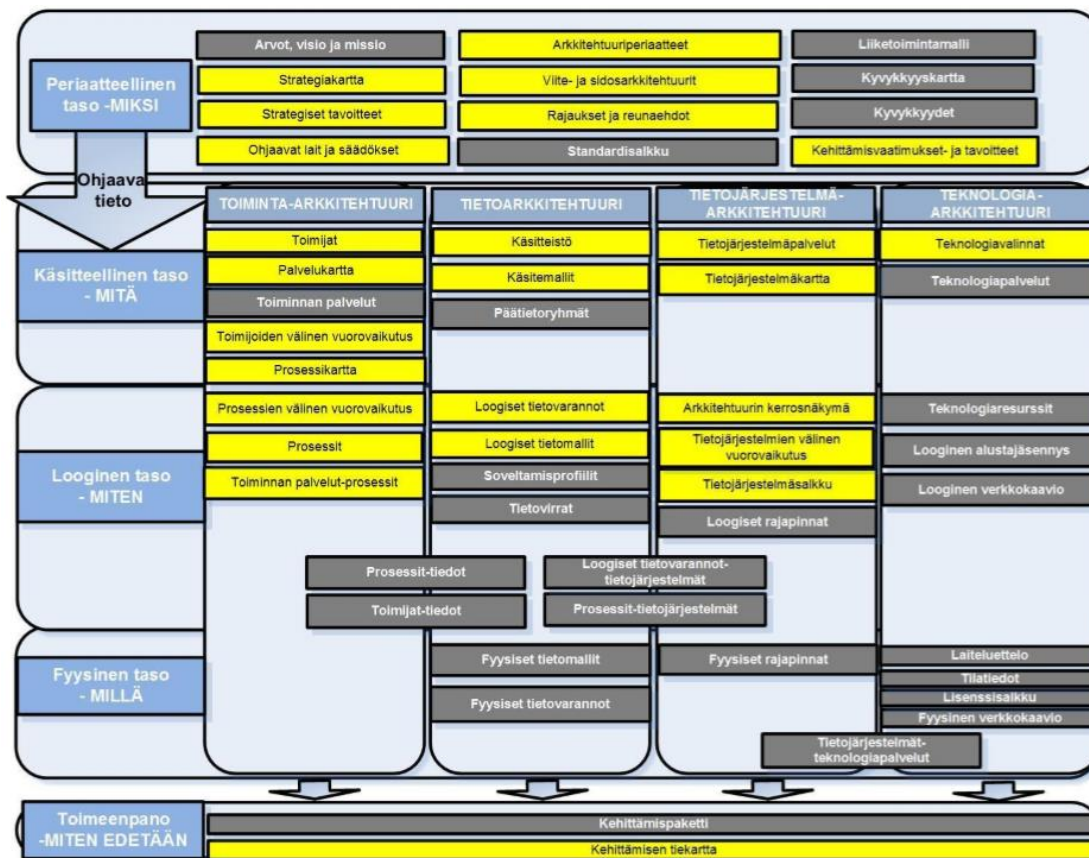 Periaatteellinen
taso -MIKSI
Arvot, visio ja missio
Strategiakartta
Strategiset tavoitteet
Ohjaavat lait ja säädökset
Arkkitehtuuriperiaatteet
Viite- ja sidosarkkitehtuurit
Rajaukset ja reunaehdot
Standardisalkku
Liiketoimintamalli
Kyvykkyyskartta
Kyvykkyydet
Kehittämisvaatimukset- ja tavoitteet
Ohjaava
tieto
TOIMINTA-ARKKITEHTUURI
TIETOARKKITEHTUURI
TIETOJÄRJESTELMÄ-
ARKKITEHTUURI
TEKNOLOGIA-
ARKKITEHTUURI
Käsitteellinen taso
- MITÄ
Toimijat
Palvelukartta
Toiminnan palvelut
Toimijoiden välinen vuorovaikutus
Prosessikartta
Käsitteistö
Käsitemallit
Päätietoryhmät
Tietojärjestelmäpalvelut
Tietojärjestelmäkartta
Teknologiavalinnat
Teknologiapalvelut
Looginen taso
- MITEN
Prosessien välinen vuorovaikutus
Prosessit
Toiminnan palvelut-prosessit
Loogiset tietovarannot
Loogiset tietomallit
Soveltamisprofiilit
Tietovirrat
Arkkitehtuurin kerrosnäkymä
Tietojärjestelmien välinen
vuorovaikutus
Tietojärjestelmäsalkku
Loogiset rajapinnat
Teknologiaresurssit
Looginen alustajäsennys
Looginen verkkokaavio
Prosessit-tiedot
Toimijat-tiedot
Loogiset tietovarannot-
tietojärjestelmät
Prosessit-tietojärjestelmät
Fyysinen taso
- MILLÄ
Fyysiset tietomallit
Fyysiset tietovarannot
Fyysiset rajapinnat
Laiteluettelo
Tilatiedot
Lisenssisalkku
Fyysinen verkkokaavio
Tietojärjestelmät-
teknologiapalvelut
Toimeenpano
-MITEN EDETÄÄN
Kehittämispaketti
Kehittämisen tiekartta